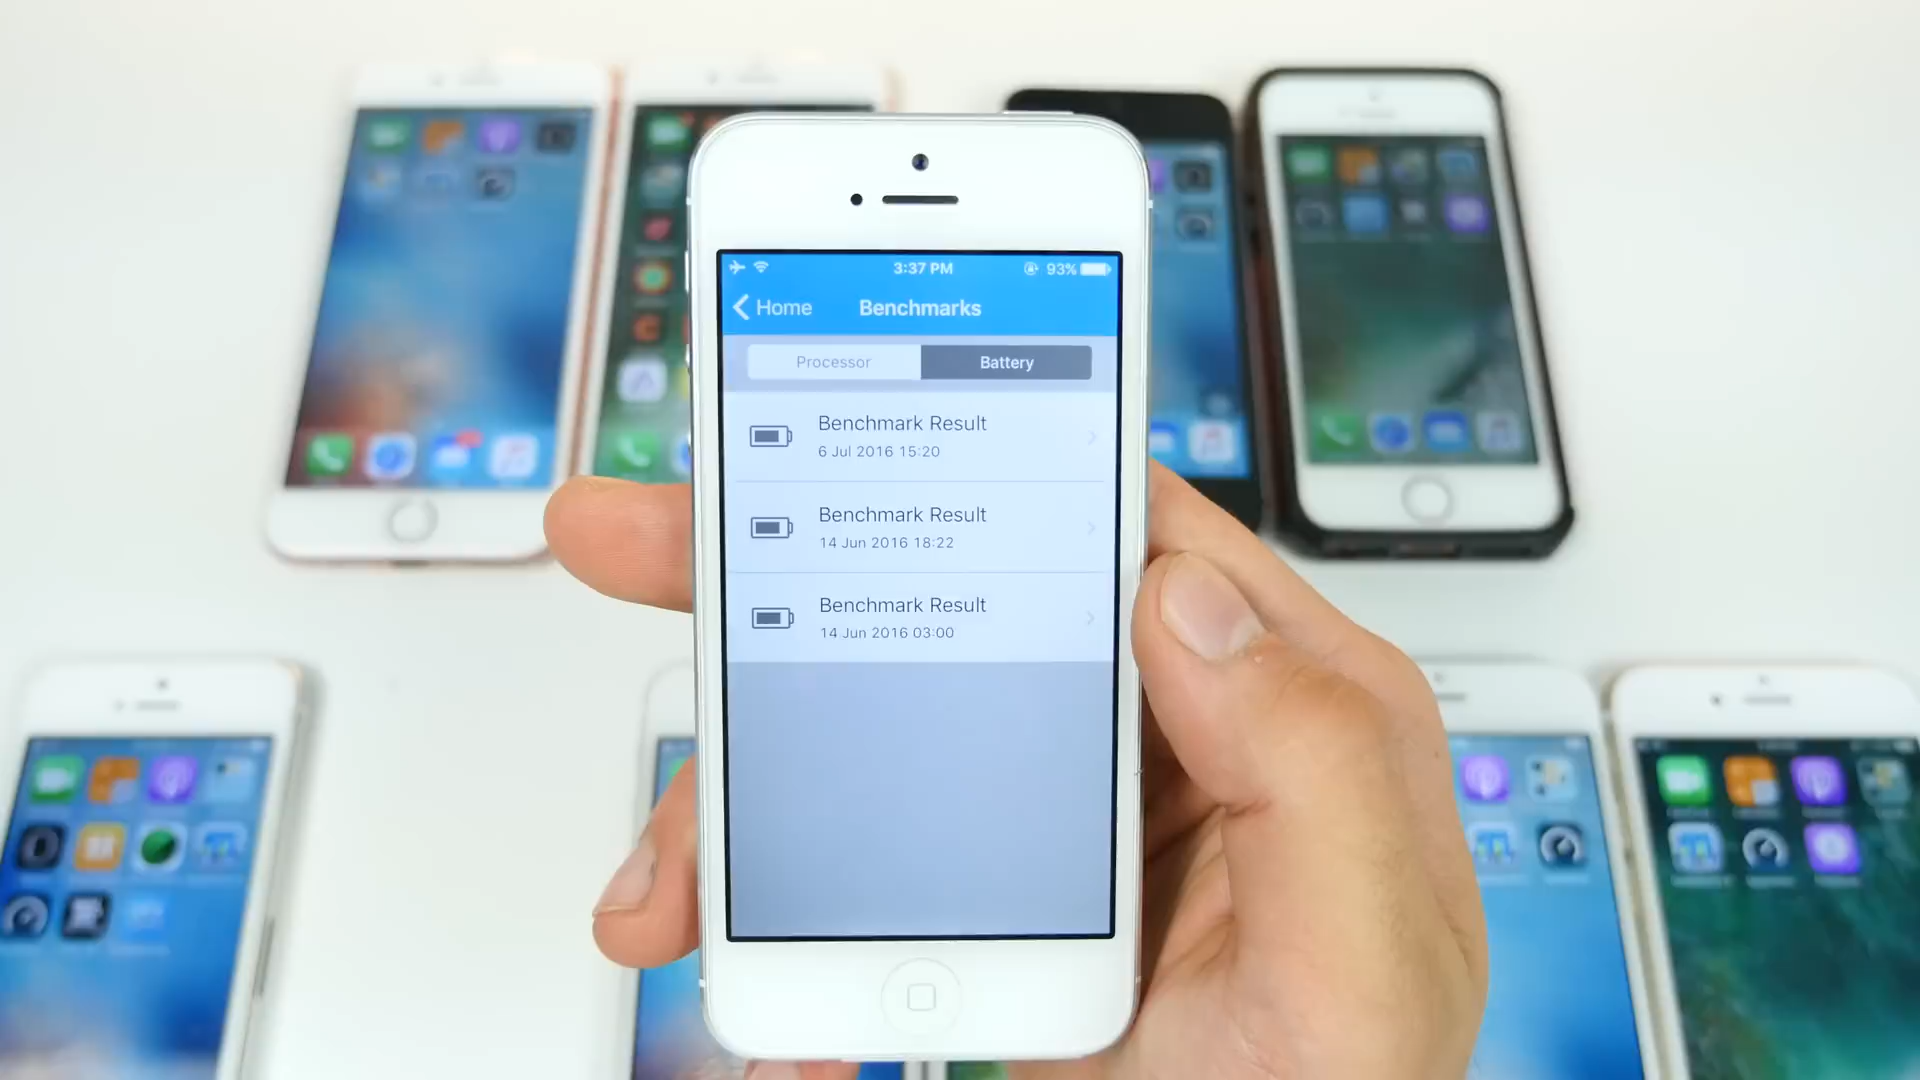 3:37 PM 93%
Home Benchmarks
Processor Battery
Benchmark Result
6 Jul 2016 15:20
Benchmark Result
14 Jun 2016 18:22
Benchmark Result
14 Jun 2016 03:00